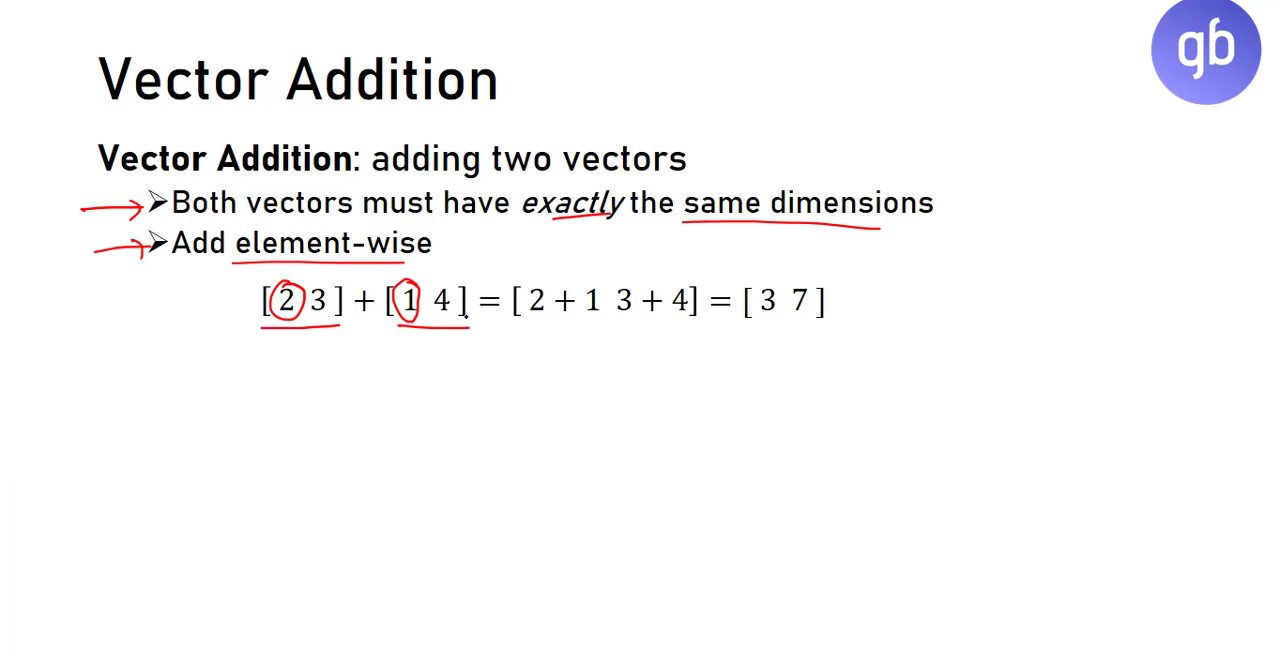 gb
Vector Addition
Vector Addition: adding two vectors
➢Both vectors must have exactly the same dimensions
➢Add element-wise
[ 2 3 ] + [ 1 4 ] = [ 2 + 1 3 + 4] = [ 3 7 ]